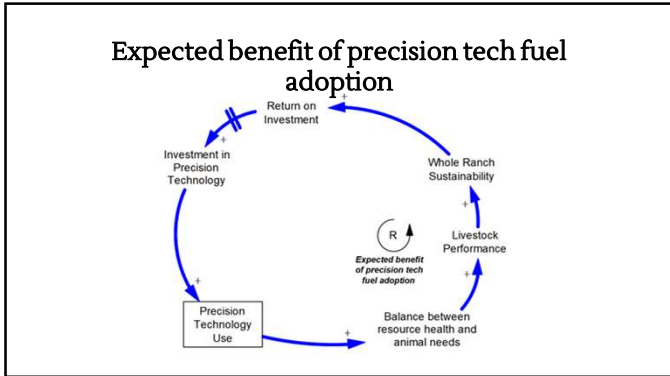 Expected benefit of precision tech fuel
adoption
+
Return on
Investment
+
Investment in
Precision
Technology
Whole Ranch
Sustainability
+
R
Expected benefit
of precision tech
fuel adoption
Livestock
Performance
+
+
Precision
Technology
Use
+
Balance between
resource health and
animal needs